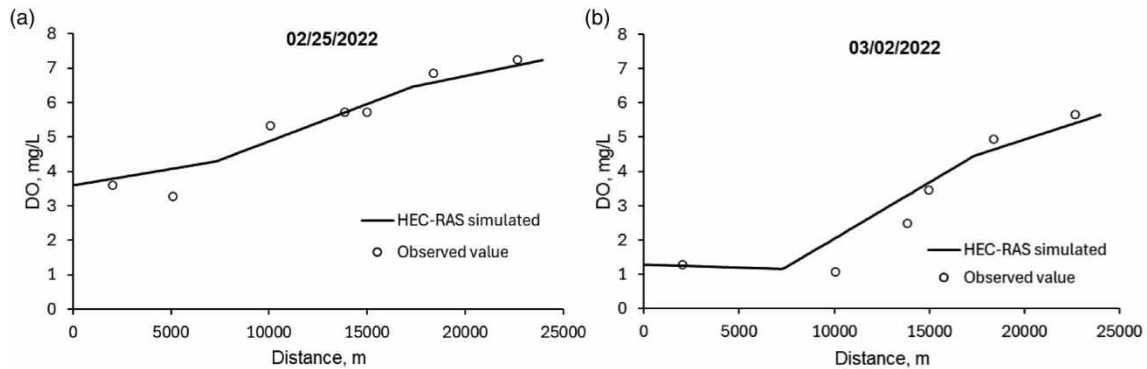 (a)
02/25/2022
8
7
6
5
4
3
2
1
0
DO, mg/L
HEC-RAS simulated
Observed value
0 5000 10000 15000 20000 25000
Distance, m
(b)
03/02/2022
8
7
6
5
4
3
2
1
0
DO, mg/L
HEC-RAS simulated
Observed value
0 5000 10000 15000 20000 25000
Distance, m